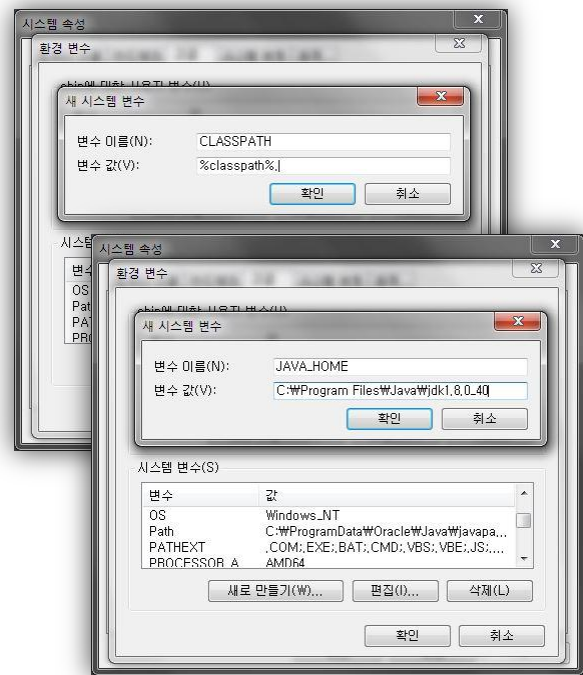 시스템 속성
환경 변수
새 시스템 변수
변수 이름(N): CLASSPATH
변수 값(V): %classpath%,
확인 취소
시스템 속성
환경 변수
새 시스템 변수
변수 이름(N): JAVA_HOME
변수 값(V): C:₩Program Files₩Java₩jdk1,8,0_40
확인 취소
시스템 변수(S)
변수 값
OS Windows_NT
Path C:₩ProgramData₩Oracle₩Java₩javapa...
PATHEXT ,COM;,EXE;,BAT;,CMD;,VBS;,VBE;,JS;,...
PROCESSOR_A AMD64
새로 만들기(W)... 편집(I)... 삭제(L)
확인 취소